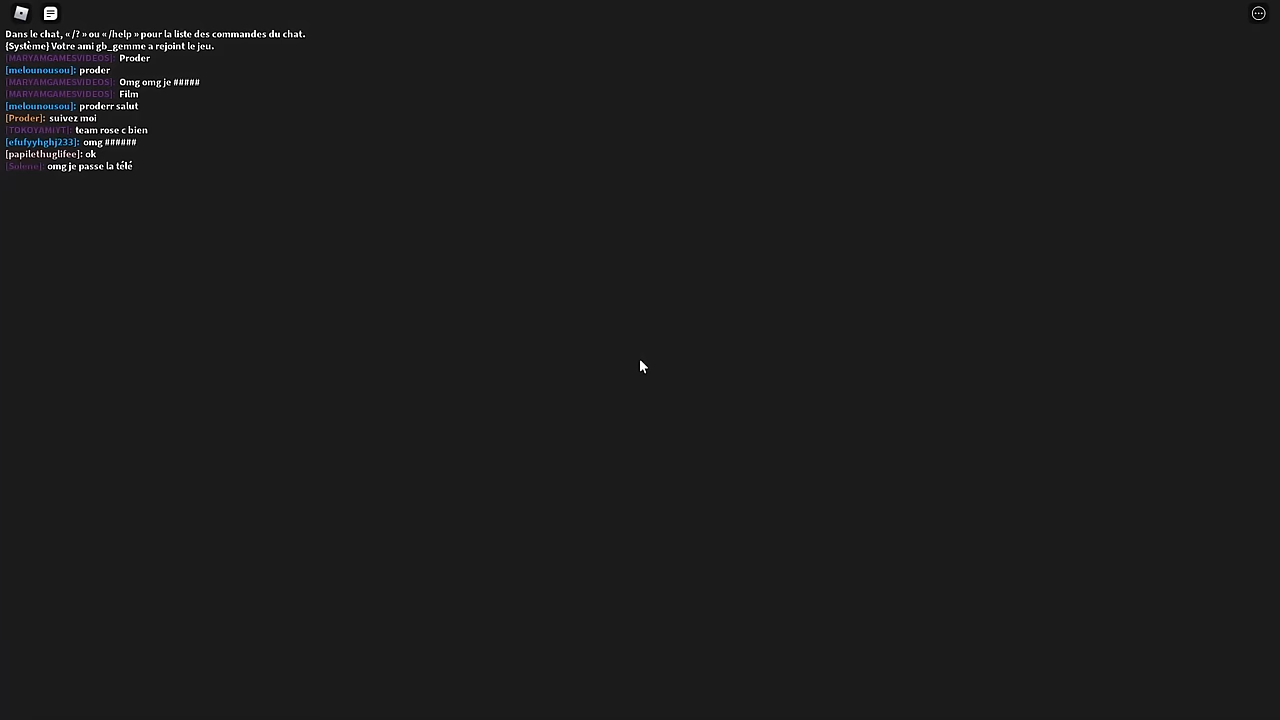 Dans le chat, « /? » ou « /help » pour la liste des commandes du chat.
{Système} Votre ami gb_gemme a rejoint le jeu.
[MARYAMGAMESVIDEOS]: Proder
[melounousou]: proder
[MARYAMGAMESVIDEOS]: Omg omg je #####
[MARYAMGAMESVIDEOS]: Film
[melounousou]: proderr salut
[Proder]: suivez moi
[TOKOYAMIYT]: team rose c bien
[efufyyhghj233]: omg ######
[papilethuglifee]: ok
omg je passe la télé